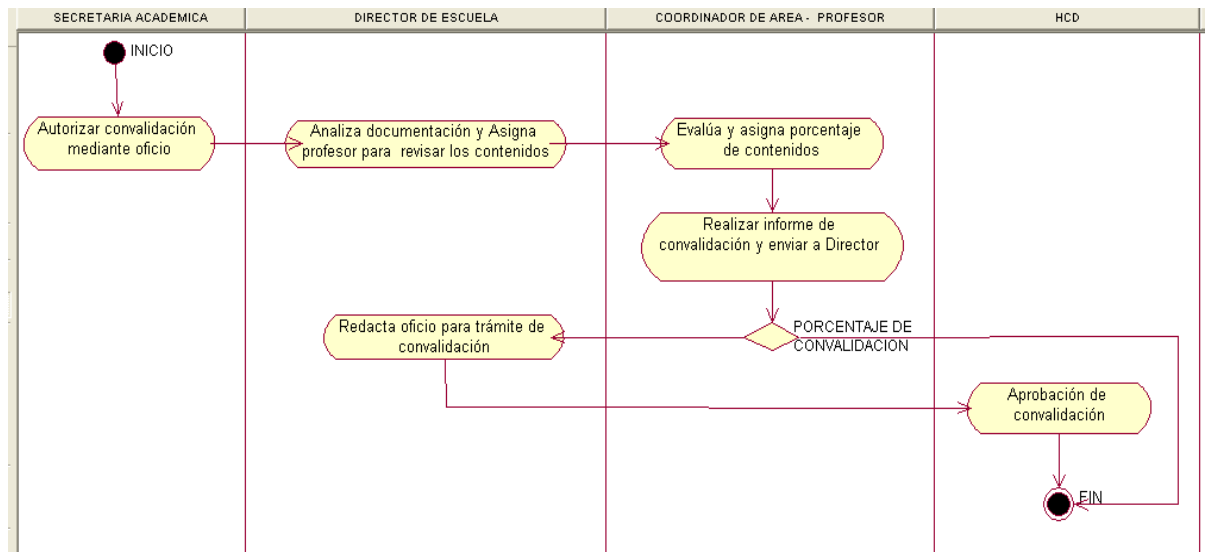 SECRETARIA ACADEMICA
DIRECTOR DE ESCUELA
COORDINADOR DE AREA - PROFESOR
HCD
INICIO
Autorizar convalidación
mediante oficio
Analiza documentación y Asigna
profesor para revisar los contenidos
Evalúa y asigna porcentaje
de contenidos
Realizar informe de
convalidación y enviar a Director
Redacta oficio para trámite de
convalidación
PORCENTAJE DE
CONVALIDACION
Aprobación de
convalidación
FIN